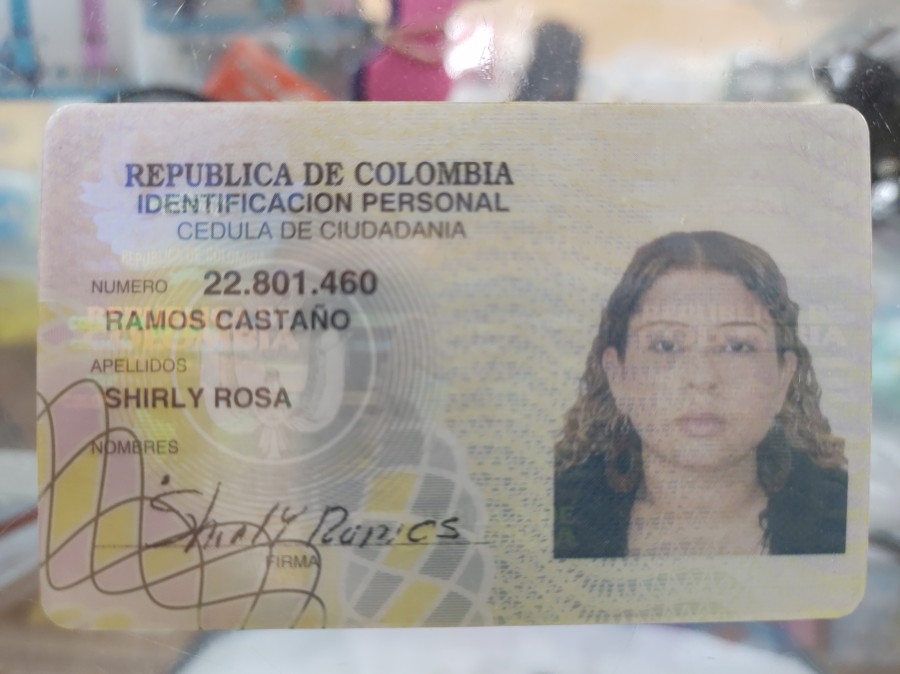 REPUBLICA DE COLOMBIA
IDENTIFICACION PERSONAL
CEDULA DE CIUDADANIA
NUMERO 22.801.460
RAMOS CASTAÑO
APELLIDOS
SHIRLY ROSA
NOMBRES
Shirly Ramos
FIRMA